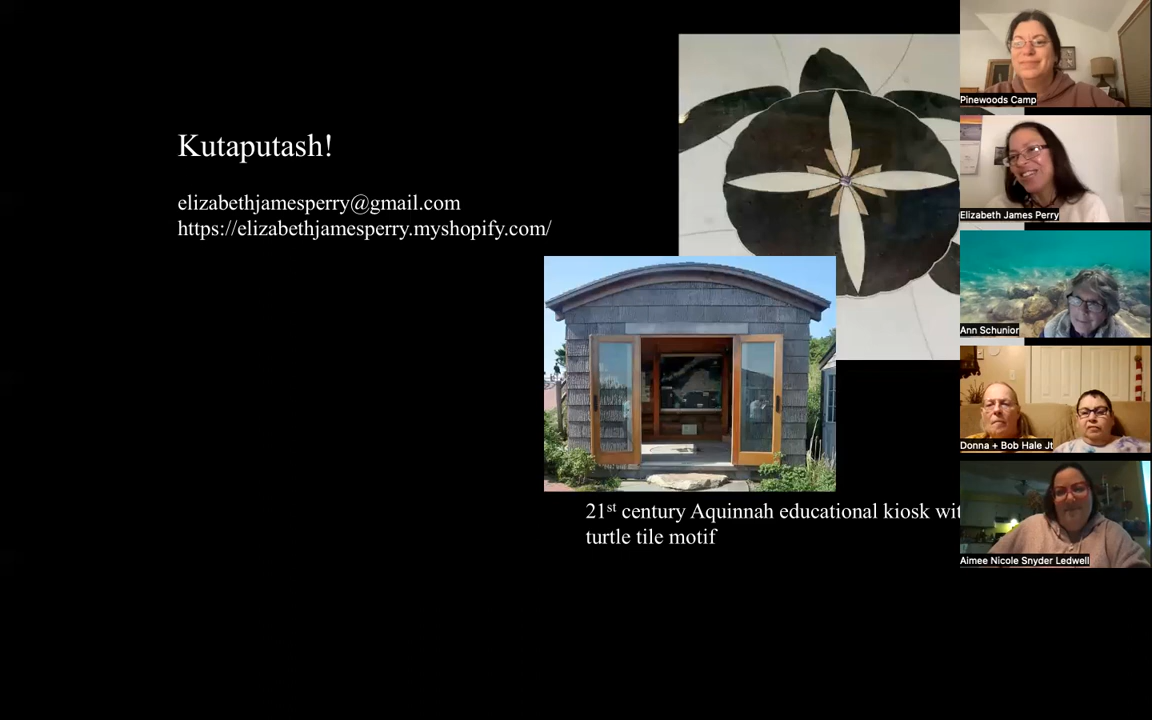 Kutaputash!
elizabethjamesperry@gmail.com
https://elizabethjamesperry.myshopify.com/
21st century Aquinnah educational kiosk wit
turtle tile motif
Pinewoods Camp
Elizabeth James Perry
Ann Schunior
Donna + Bob Hale Jt
Aimee Nicole Snyder Ledwell